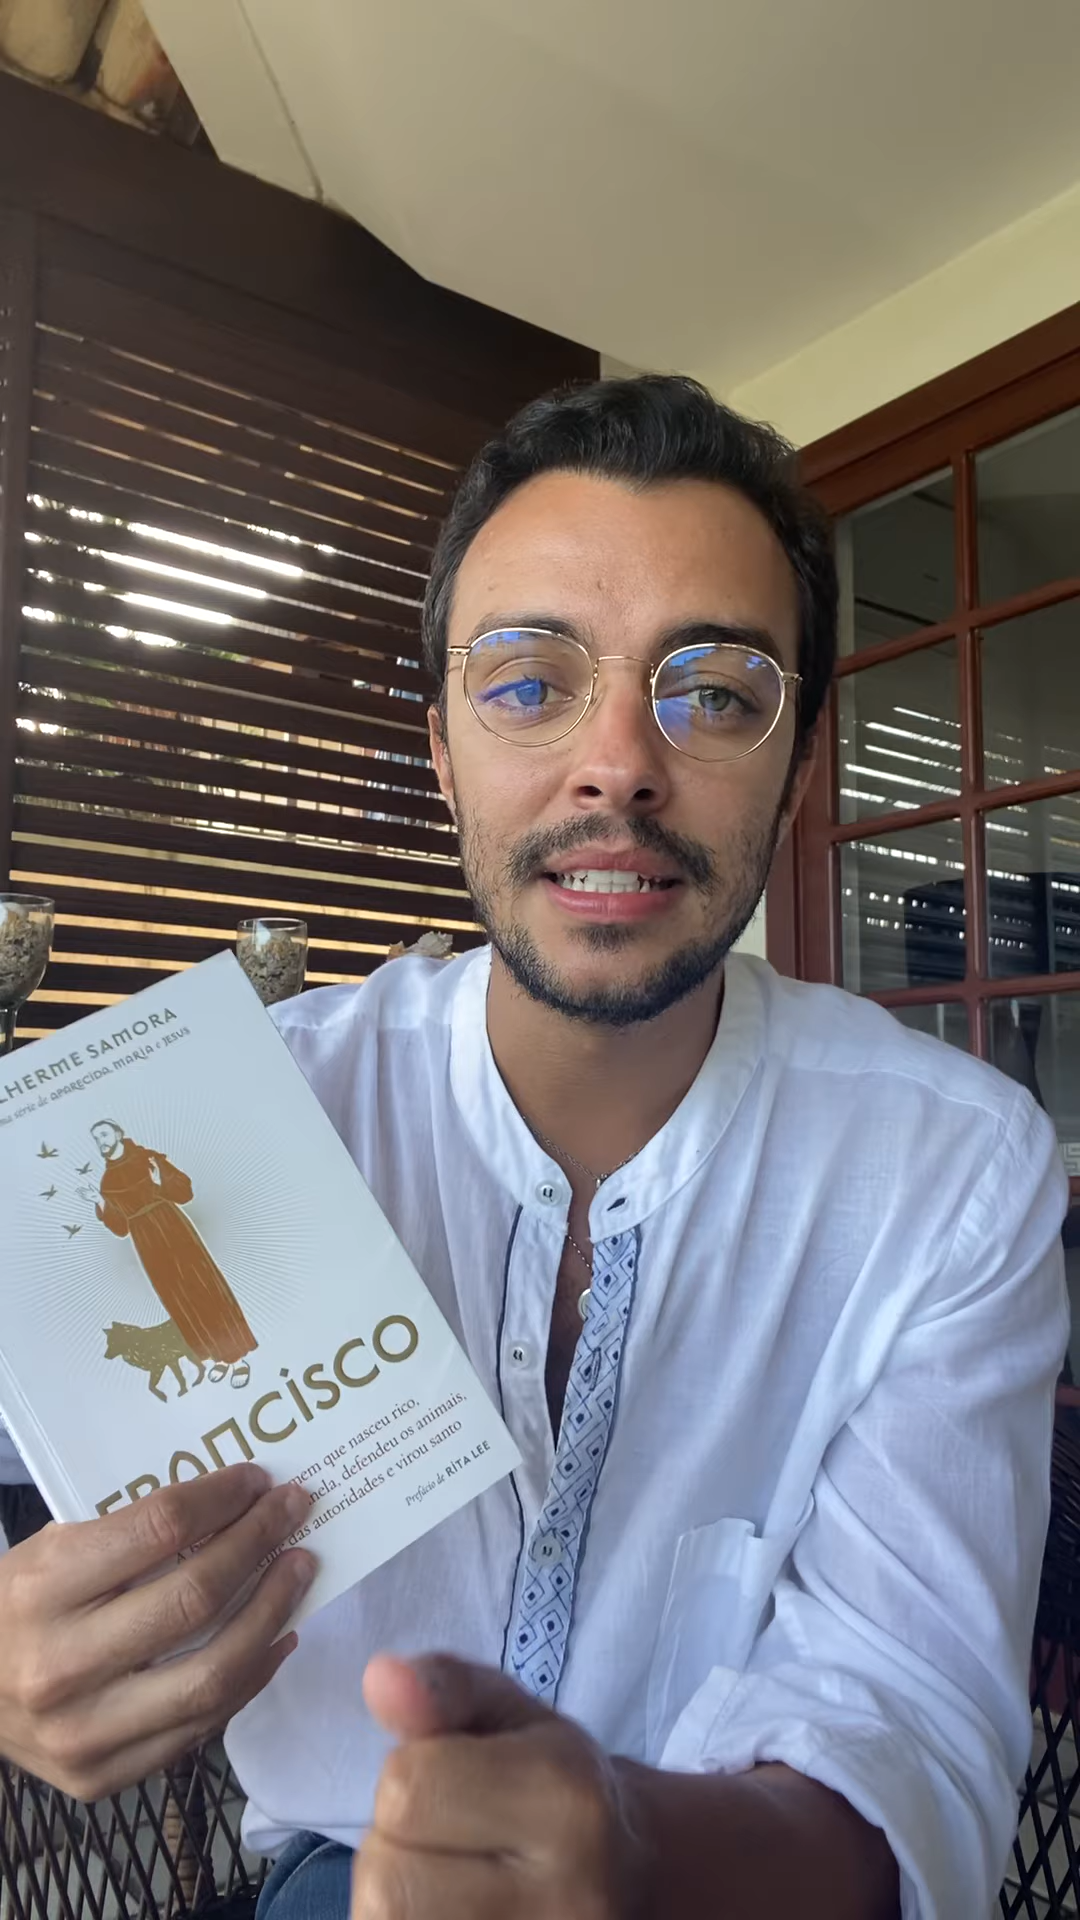 LHERME SAMORA
ma série de APARECIDA, MARIA e JESUS
FRANCISCO
mem que nasceu rico,
anela, defendeu os animais,
das autoridades e virou santo
Prefácio de RITA LEE